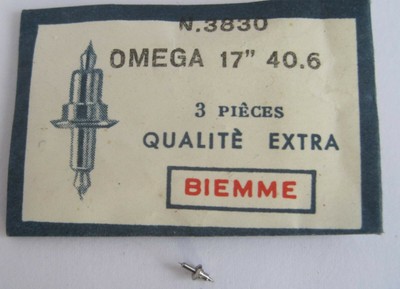 N.3830
OMEGA 17" 40.6
3 PIÈCES
QUALITÈ EXTRA
BIEMME